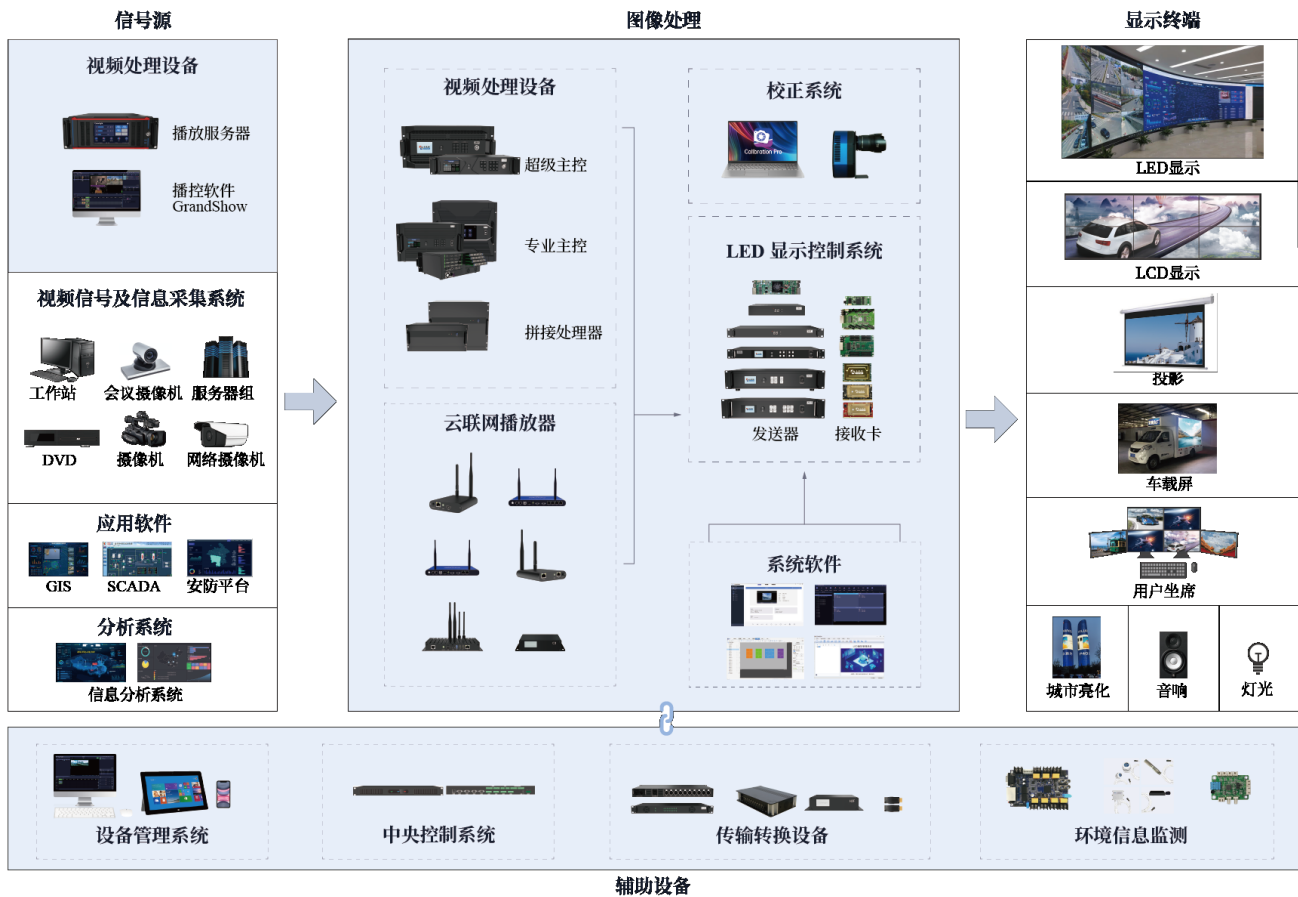 信号源
图像处理
显示终端
视频处理设备
播放服务器
播控软件
GrandShow
视频信号及信息采集系统
工作站
会议摄像机
服务器组
DVD
摄像机
网络摄像机
应用软件
GIS
SCADA
安防平台
分析系统
信息分析系统
视频处理设备
超级主控
专业主控
拼接处理器
云联网播放器
校正系统
Calibration Pro
LED 显示控制系统
发送器
接收卡
系统软件
LED显示
LCD显示
投影
车载屏
用户坐席
城市亮化
音响
灯光
设备管理系统
中央控制系统
传输转换设备
环境信息监测
辅助设备